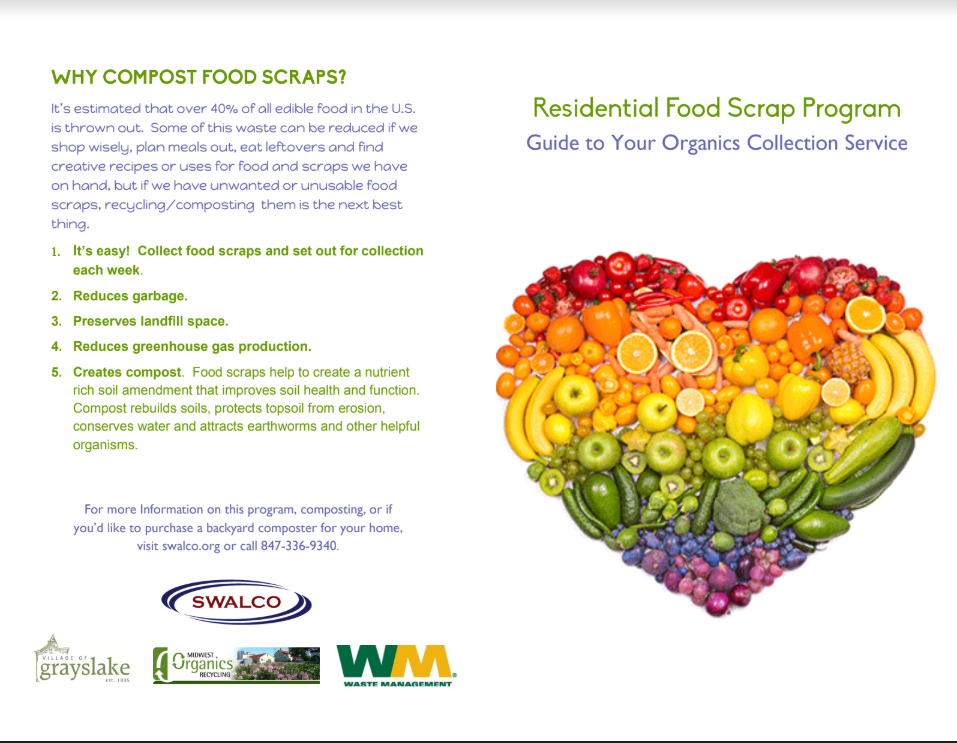 WHY COMPOST FOOD SCRAPS?
It's estimated that over 40% of all edible food in the U.S.
is thrown out.  Some of this waste can be reduced if we
shop wisely, plan meals out, eat leftovers and find
creative recipes or uses for food and scraps we have
on hand, but if we have unwanted or unusable food
scraps, recycling/composting  them is the next best
thing.
1. It's easy!  Collect food scraps and set out for collection
each week.
2. Reduces garbage.
3. Preserves landfill space.
4. Reduces greenhouse gas production.
5. Creates compost.  Food scraps help to create a nutrient
rich soil amendment that improves soil health and function.
Compost rebuilds soils, protects topsoil from erosion,
conserves water and attracts earthworms and other helpful
organisms.
For more Information on this program, composting, or if
you'd like to purchase a backyard composter for your home,
visit swalco.org or call 847-336-9340.
SWALCO
VILLAGE OF
grayslake
est. 1895
MIDWEST
Organics
RECYCLING
WM
WASTE MANAGEMENT
Residential Food Scrap Program
Guide to Your Organics Collection Service